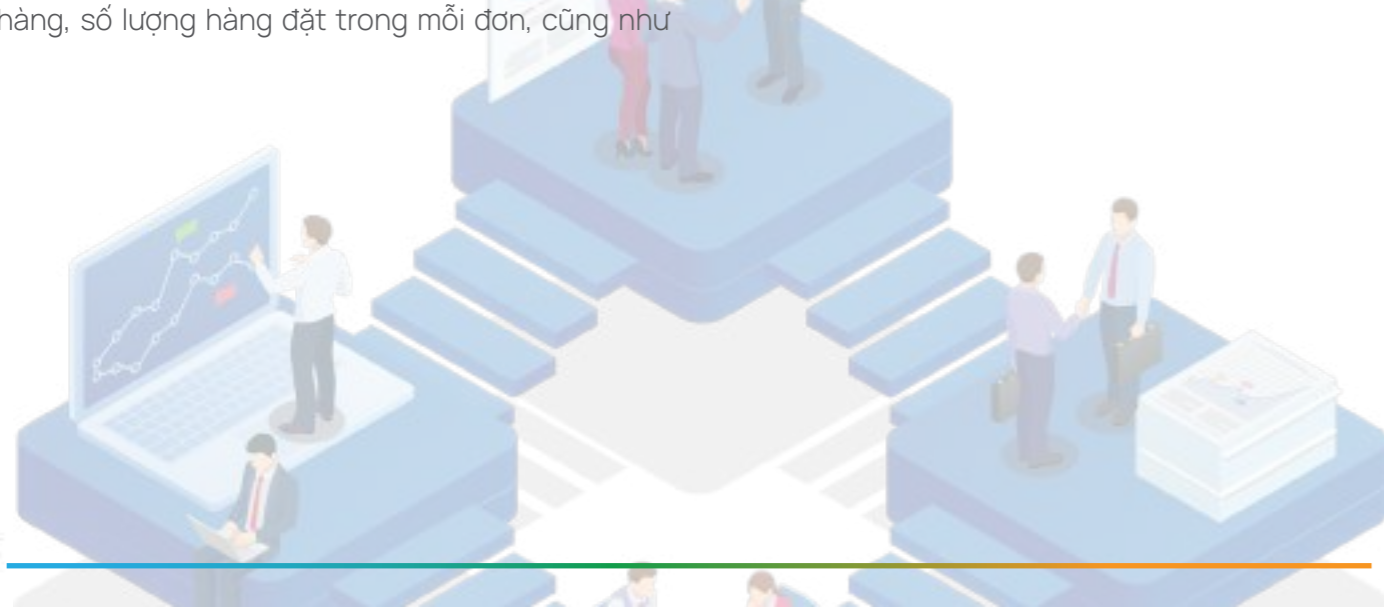 hàng, số lượng hàng đặt trong mỗi đơn, cũng như